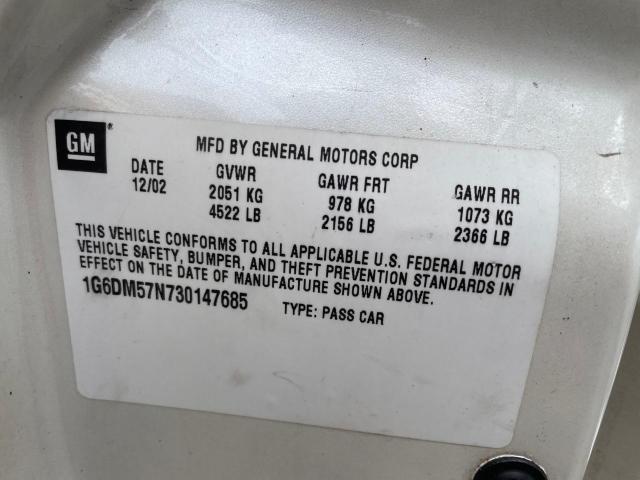 GM
MFD BY GENERAL MOTORS CORP
DATE GVWR GAWR FRT GAWR RR
12/02 2051 KG 978 KG 1073 KG
4522 LB 2156 LB 2366 LB
THIS VEHICLE CONFORMS TO ALL APPLICABLE U.S. FEDERAL MOTOR
VEHICLE SAFETY, BUMPER, AND THEFT PREVENTION STANDARDS IN
EFFECT ON THE DATE OF MANUFACTURE SHOWN ABOVE.
1G6DM57N730147685 TYPE: PASS CAR